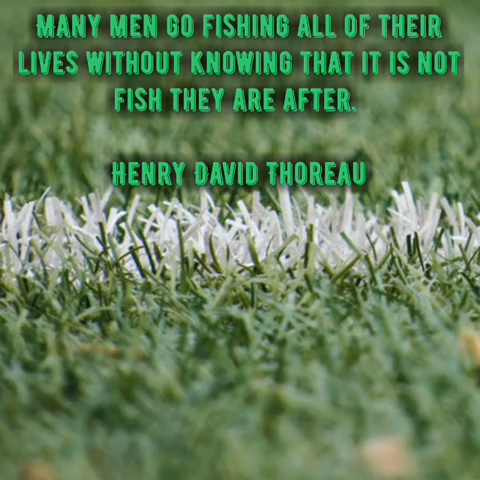 Many men go fishing all of their
lives without knowing that it is not
fish they are after.
Henry David Thoreau